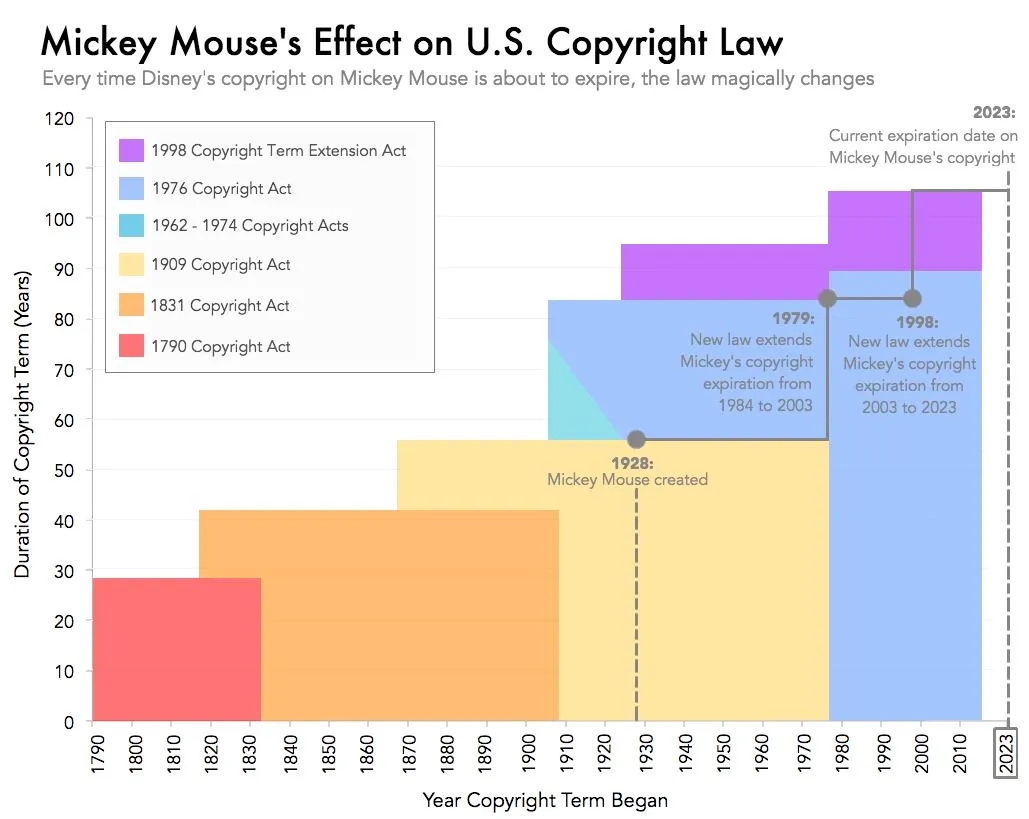 Mickey Mouse's Effect on U.S. Copyright Law
Every time Disney's copyright on Mickey Mouse is about to expire, the law magically changes
2023:
Current expiration date on
Mickey Mouse's copyright
1998 Copyright Term Extension Act
1976 Copyright Act
1962 - 1974 Copyright Acts
1909 Copyright Act
1831 Copyright Act
1790 Copyright Act
Duration of Copyright Term (Years)
120
110
100
90
80
70
60
50
40
30
20
10
0
1979:
New law extends
Mickey's copyright
expiration from
1984 to 2003
1998:
New law extends
Mickey's copyright
expiration from
2003 to 2023
1928:
Mickey Mouse created
1790
1800
1810
1820
1830
1840
1850
1860
1870
1880
1890
1900
1910
1920
1930
1940
1950
1960
1970
1980
1990
2000
2010
2023
Year Copyright Term Began